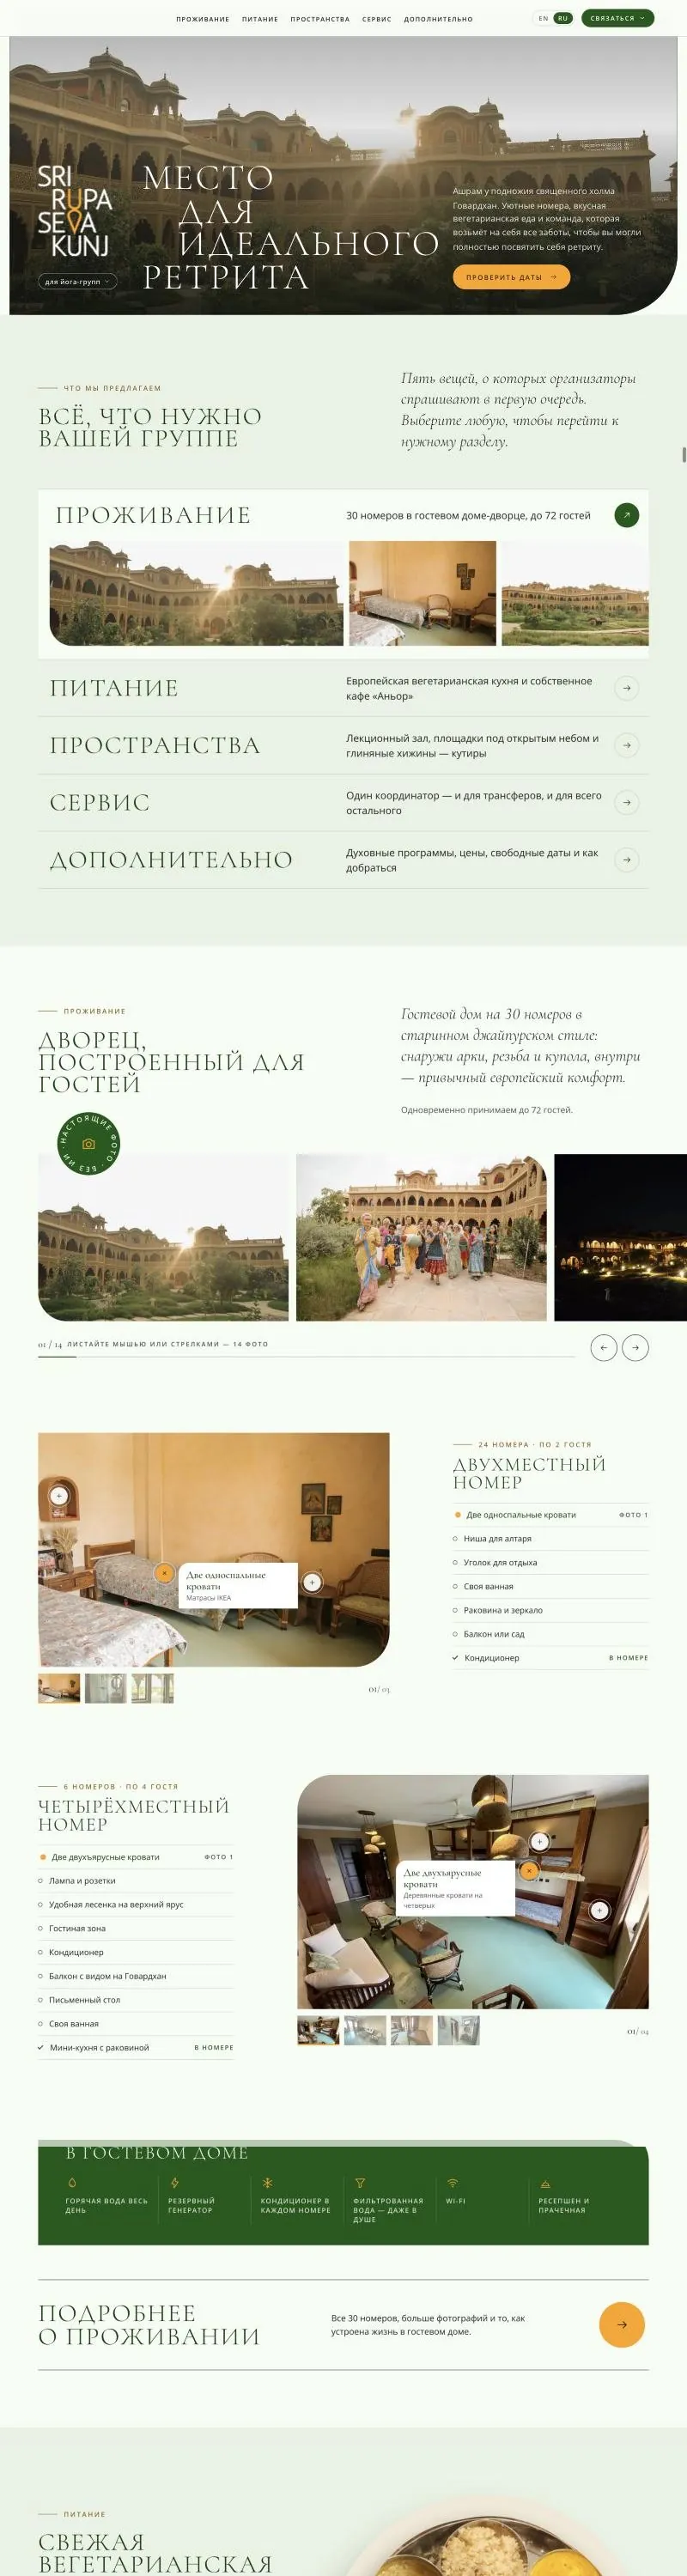 ПРОЖИВАНИЕ ПИТАНИЕ ПРОСТРАНСТВА СЕРВИС ДОПОЛНИТЕЛЬНО
EN RU
СВЯЗАТЬСЯ
SRI
RUPA
SEVA
KUNJ
для йога-групп
МЕСТО
ДЛЯ
ИДЕАЛЬНОГО
РЕТРИТА
Ашрам у подножия священного холма
Говардхан. Уютные номера, вкусная
вегетарианская еда и команда, которая
возьмёт на себя все заботы, чтобы вы могли
полностью посвятить себя ретриту.
ПРОВЕРИТЬ ДАТЫ →
ЧТО МЫ ПРЕДЛАГАЕМ
ВСЁ, ЧТО НУЖНО
ВАШЕЙ ГРУППЕ
Пять вещей, о которых организаторы
спрашивают в первую очередь.
Выберите любую, чтобы перейти к
нужному разделу.
ПРОЖИВАНИЕ
30 номеров в гостевом доме-дворце, до 72 гостей
ПИТАНИЕ
Европейская вегетарианская кухня и собственное
кафе «Аньор»
ПРОСТРАНСТВА
Лекционный зал, площадки под открытым небом и
глиняные хижины — кутиры
СЕРВИС
Один координатор — и для трансферов, и для всего
остального
ДОПОЛНИТЕЛЬНО
Духовные программы, цены, свободные даты и как
добраться
ПРОЖИВАНИЕ
ДВОРЕЦ,
ПОСТРОЕННЫЙ ДЛЯ
ГОСТЕЙ
Гостевой дом на 30 номеров в
старинном джайпурском стиле:
снаружи арки, резьба и купола, внутри
— привычный европейский комфорт.
Одновременно принимаем до 72 гостей.
НАСТОЯЩИЕ ФОТО · БЕЗ ИИ ·
01 / 14 ЛИСТАЙТЕ МЫШЬЮ ИЛИ СТРЕЛКАМИ — 14 ФОТО
24 НОМЕРА · ПО 2 ГОСТЯ
ДВУХМЕСТНЫЙ
НОМЕР
Две односпальные кровати ФОТО 1
Ниша для алтаря
Уголок для отдыха
Своя ванная
Раковина и зеркало
Балкон или сад
Кондиционер В НОМЕРЕ
Две односпальные
кровати
Матрасы IKEA
01 / 03
6 НОМЕРОВ · ПО 4 ГОСТЯ
ЧЕТЫРЁХМЕСТНЫЙ
НОМЕР
Две двухъярусные кровати ФОТО 1
Лампа и розетки
Удобная лесенка на верхний ярус
Гостиная зона
Кондиционер
Балкон с видом на Говардхан
Письменный стол
Своя ванная
Мини-кухня с раковиной В НОМЕРЕ
Две двухъярусные
кровати
Деревянные кровати на
четверых
01 / 04
В ГОСТЕВОМ ДОМЕ
ГОРЯЧАЯ ВОДА ВЕСЬ
ДЕНЬ
РЕЗЕРВНЫЙ
ГЕНЕРАТОР
КОНДИЦИОНЕР В
КАЖДОМ НОМЕРЕ
ФИЛЬТРОВАННАЯ
ВОДА — ДАЖЕ В
ДУШЕ
WI-FI
РЕСЕПШЕН И
ПРАЧЕЧНАЯ
ПОДРОБНЕЕ
О ПРОЖИВАНИИ
Все 30 номеров, больше фотографий и то, как
устроена жизнь в гостевом доме.
ПИТАНИЕ
СВЕЖАЯ
ВЕГЕТАРИАНСКАЯ